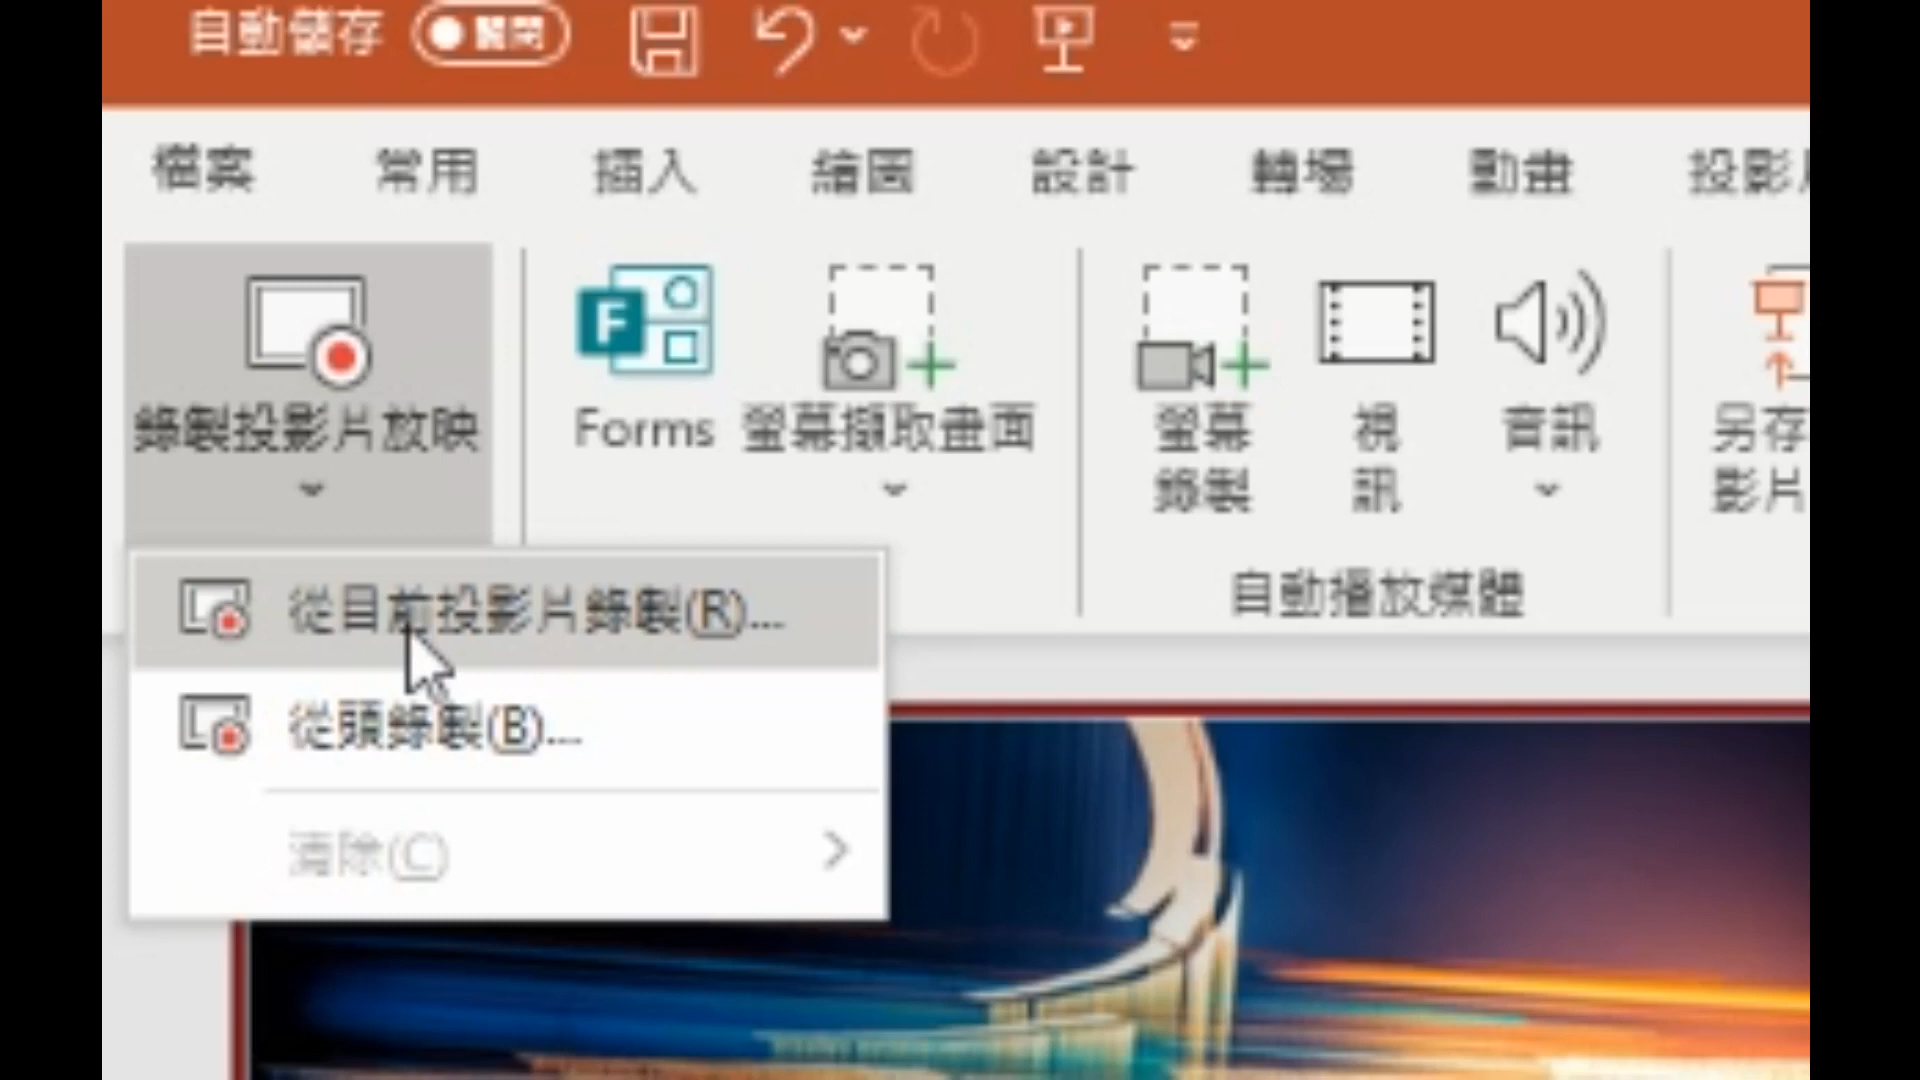 自動儲存 關閉
檔案 常用 插入 繪圖 設計 轉場 動畫 投影片
錄製投影片放映 Forms 螢幕擷取畫面 螢幕錄製 視訊 音訊 另存 影片
自動播放媒體
從目前投影片錄製(R)...
從頭錄製(B)...
清除(C)